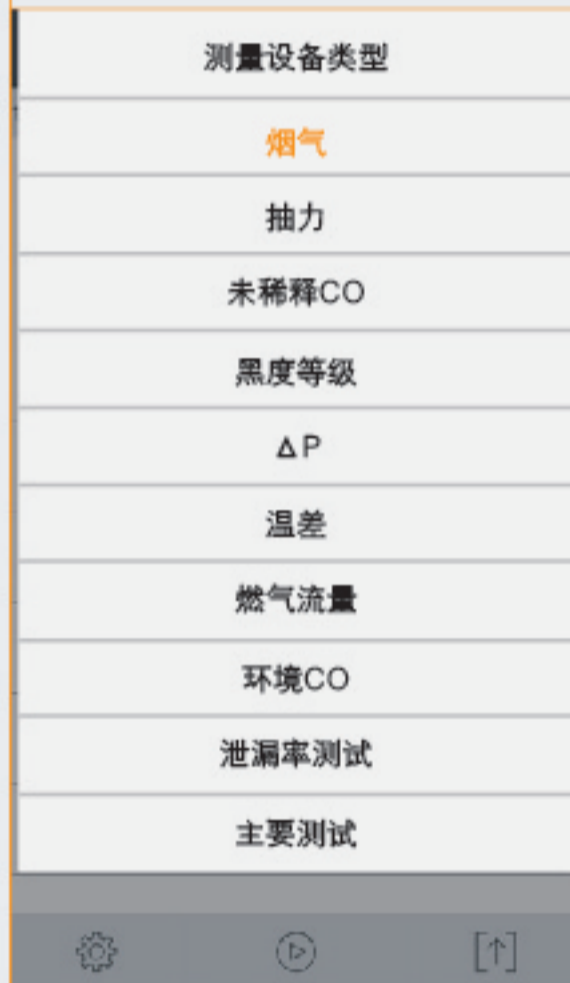 测量设备类型
烟气
抽力
未稀释CO
黑度等级
ΔP
温差
燃气流量
环境CO
泄漏率测试
主要测试